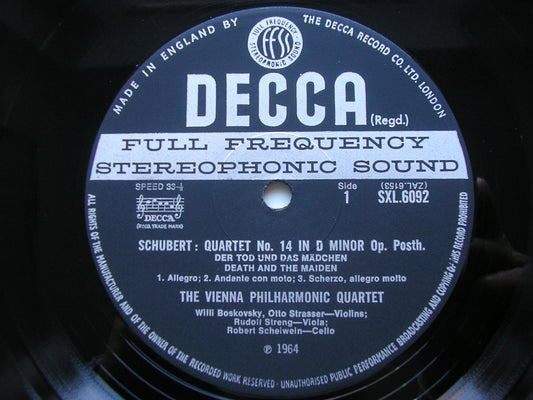 MADE IN ENGLAND BY
THE DECCA RECORD CO. LTD. LONDON
FULL FREQUENCY
STEREOPHONIC SOUND
FFSS
DECCA (Regd.)
FULL FREQUENCY
STEREOPHONIC SOUND
SPEED 33⅓
DECCA
(REGD. TRADE MARK)
Side
1
(ZAL.6153)
SXL.6092
SCHUBERT: QUARTET No. 14 IN D MINOR Op. Posth.
DER TOD UND DAS MÄDCHEN
DEATH AND THE MAIDEN
1. Allegro; 2. Andante con moto; 3. Scherzo, allegro molto
THE VIENNA PHILHARMONIC QUARTET
Willi Boskovsky, Otto Strasser—Violins;
Rudolf Streng—Viola;
Robert Scheiwein—Cello
℗ 1964
ALL RIGHTS OF THE MANUFACTURER AND OF THE OWNER OF THE RECORDED WORK RESERVED · UNAUTHORISED PUBLIC PERFORMANCE BROADCASTING AND COPYING OF THIS RECORD PROHIBITED